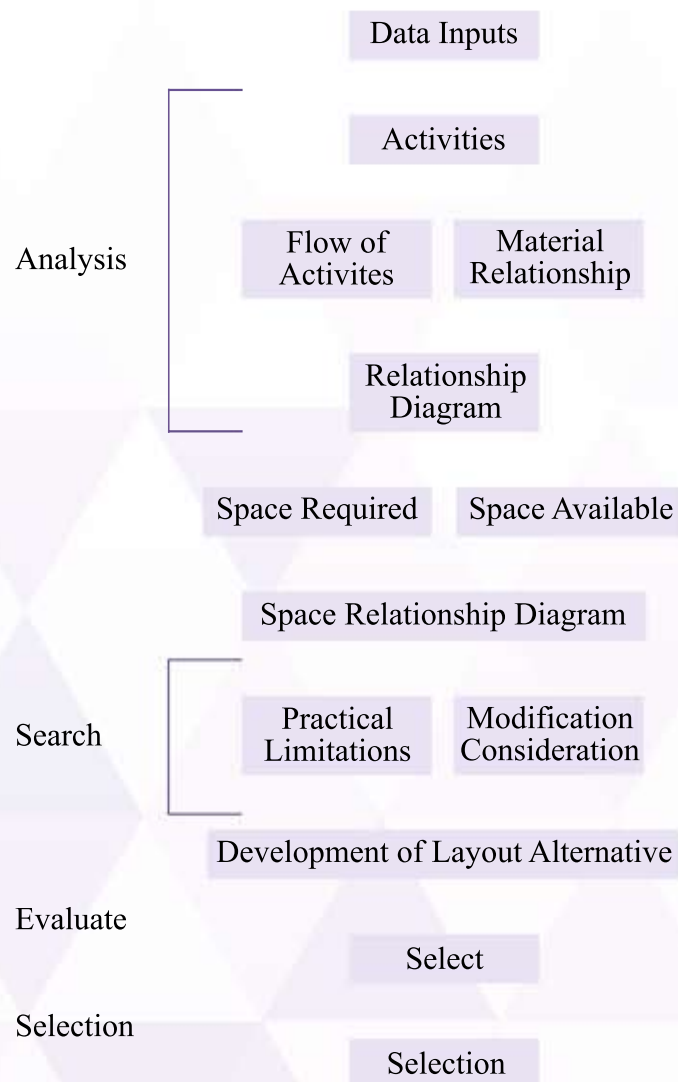 Data Inputs
Activities
Analysis
Flow of
Activites
Material
Relationship
Relationship
Diagram
Space Required
Space Available
Space Relationship Diagram
Search
Practical
Limitations
Modification
Consideration
Development of Layout Alternative
Evaluate
Select
Selection
Selection